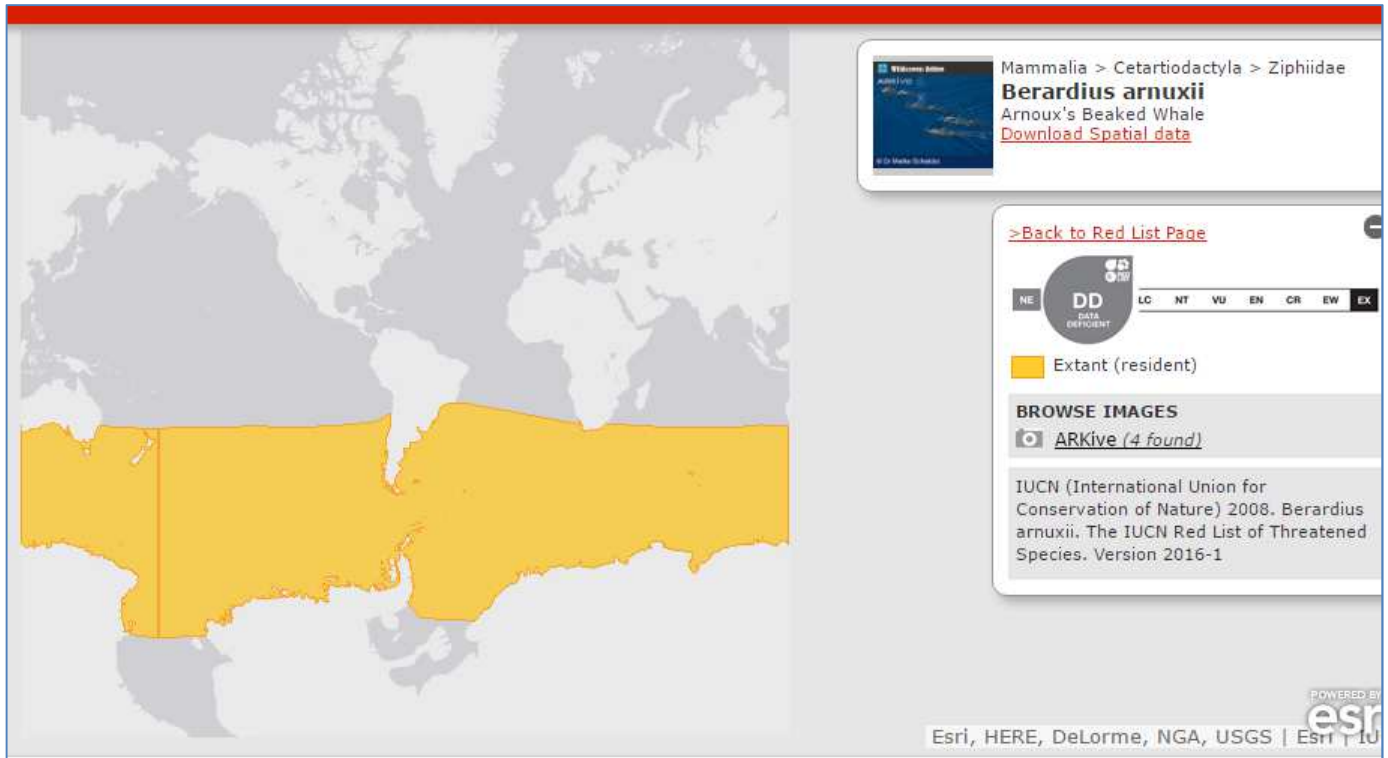 Mammalia > Cetartiodactyla > Ziphiidae
Berardius arnuxii
Arnoux's Beaked Whale
Download Spatial data
>Back to Red List Page
NE DD LC NT VU EN CR EW EX
DATA
DEFICIENT
Extant (resident)
BROWSE IMAGES
ARKive (4 found)
IUCN (International Union for
Conservation of Nature) 2008. Berardius
arnuxii. The IUCN Red List of Threatened
Species. Version 2016-1
POWERED BY
esri
Esri, HERE, DeLorme, NGA, USGS | Esri | IU